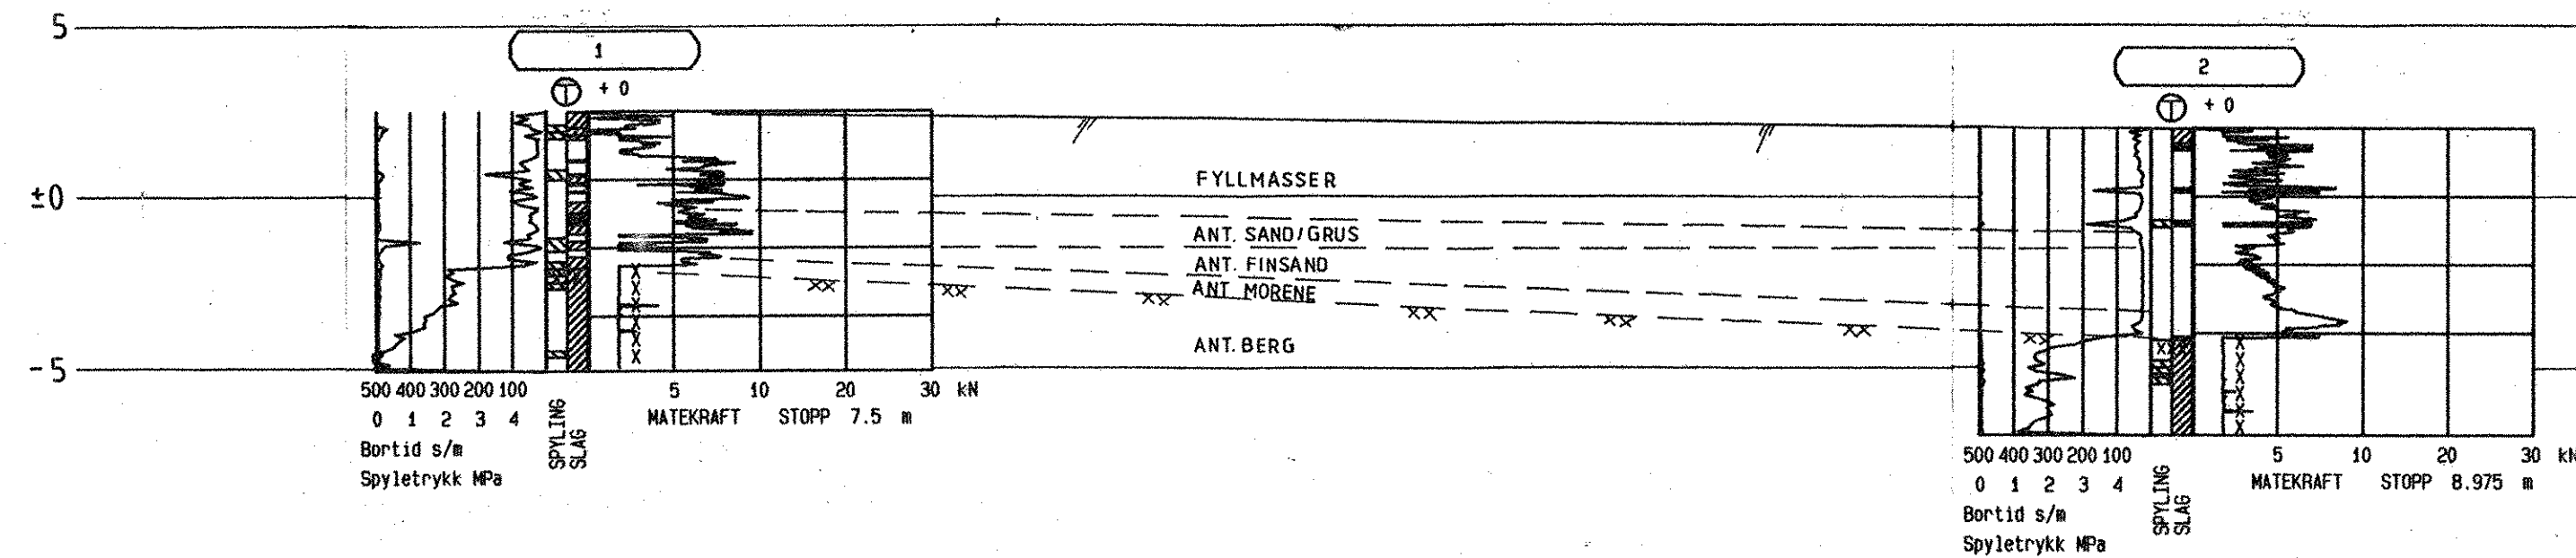 5
1
2
+ 0
+ 0
FYLLMASSER
±0
ANT. SAND/GRUS
ANT. FINSAND
ANT. MORENE
ANT. BERG
-5
500 400 300 200 100
5 10 20 30 kN
0 1 2 3 4
MATEKRAFT STOPP 7.5 m
Bortid s/m
Spyletrykk MPa
SPYLING
SLAG
500 400 300 200 100
5 10 20 30 kN
0 1 2 3 4
MATEKRAFT STOPP 8.975 m
Bortid s/m
Spyletrykk MPa
SPYLING
SLAG